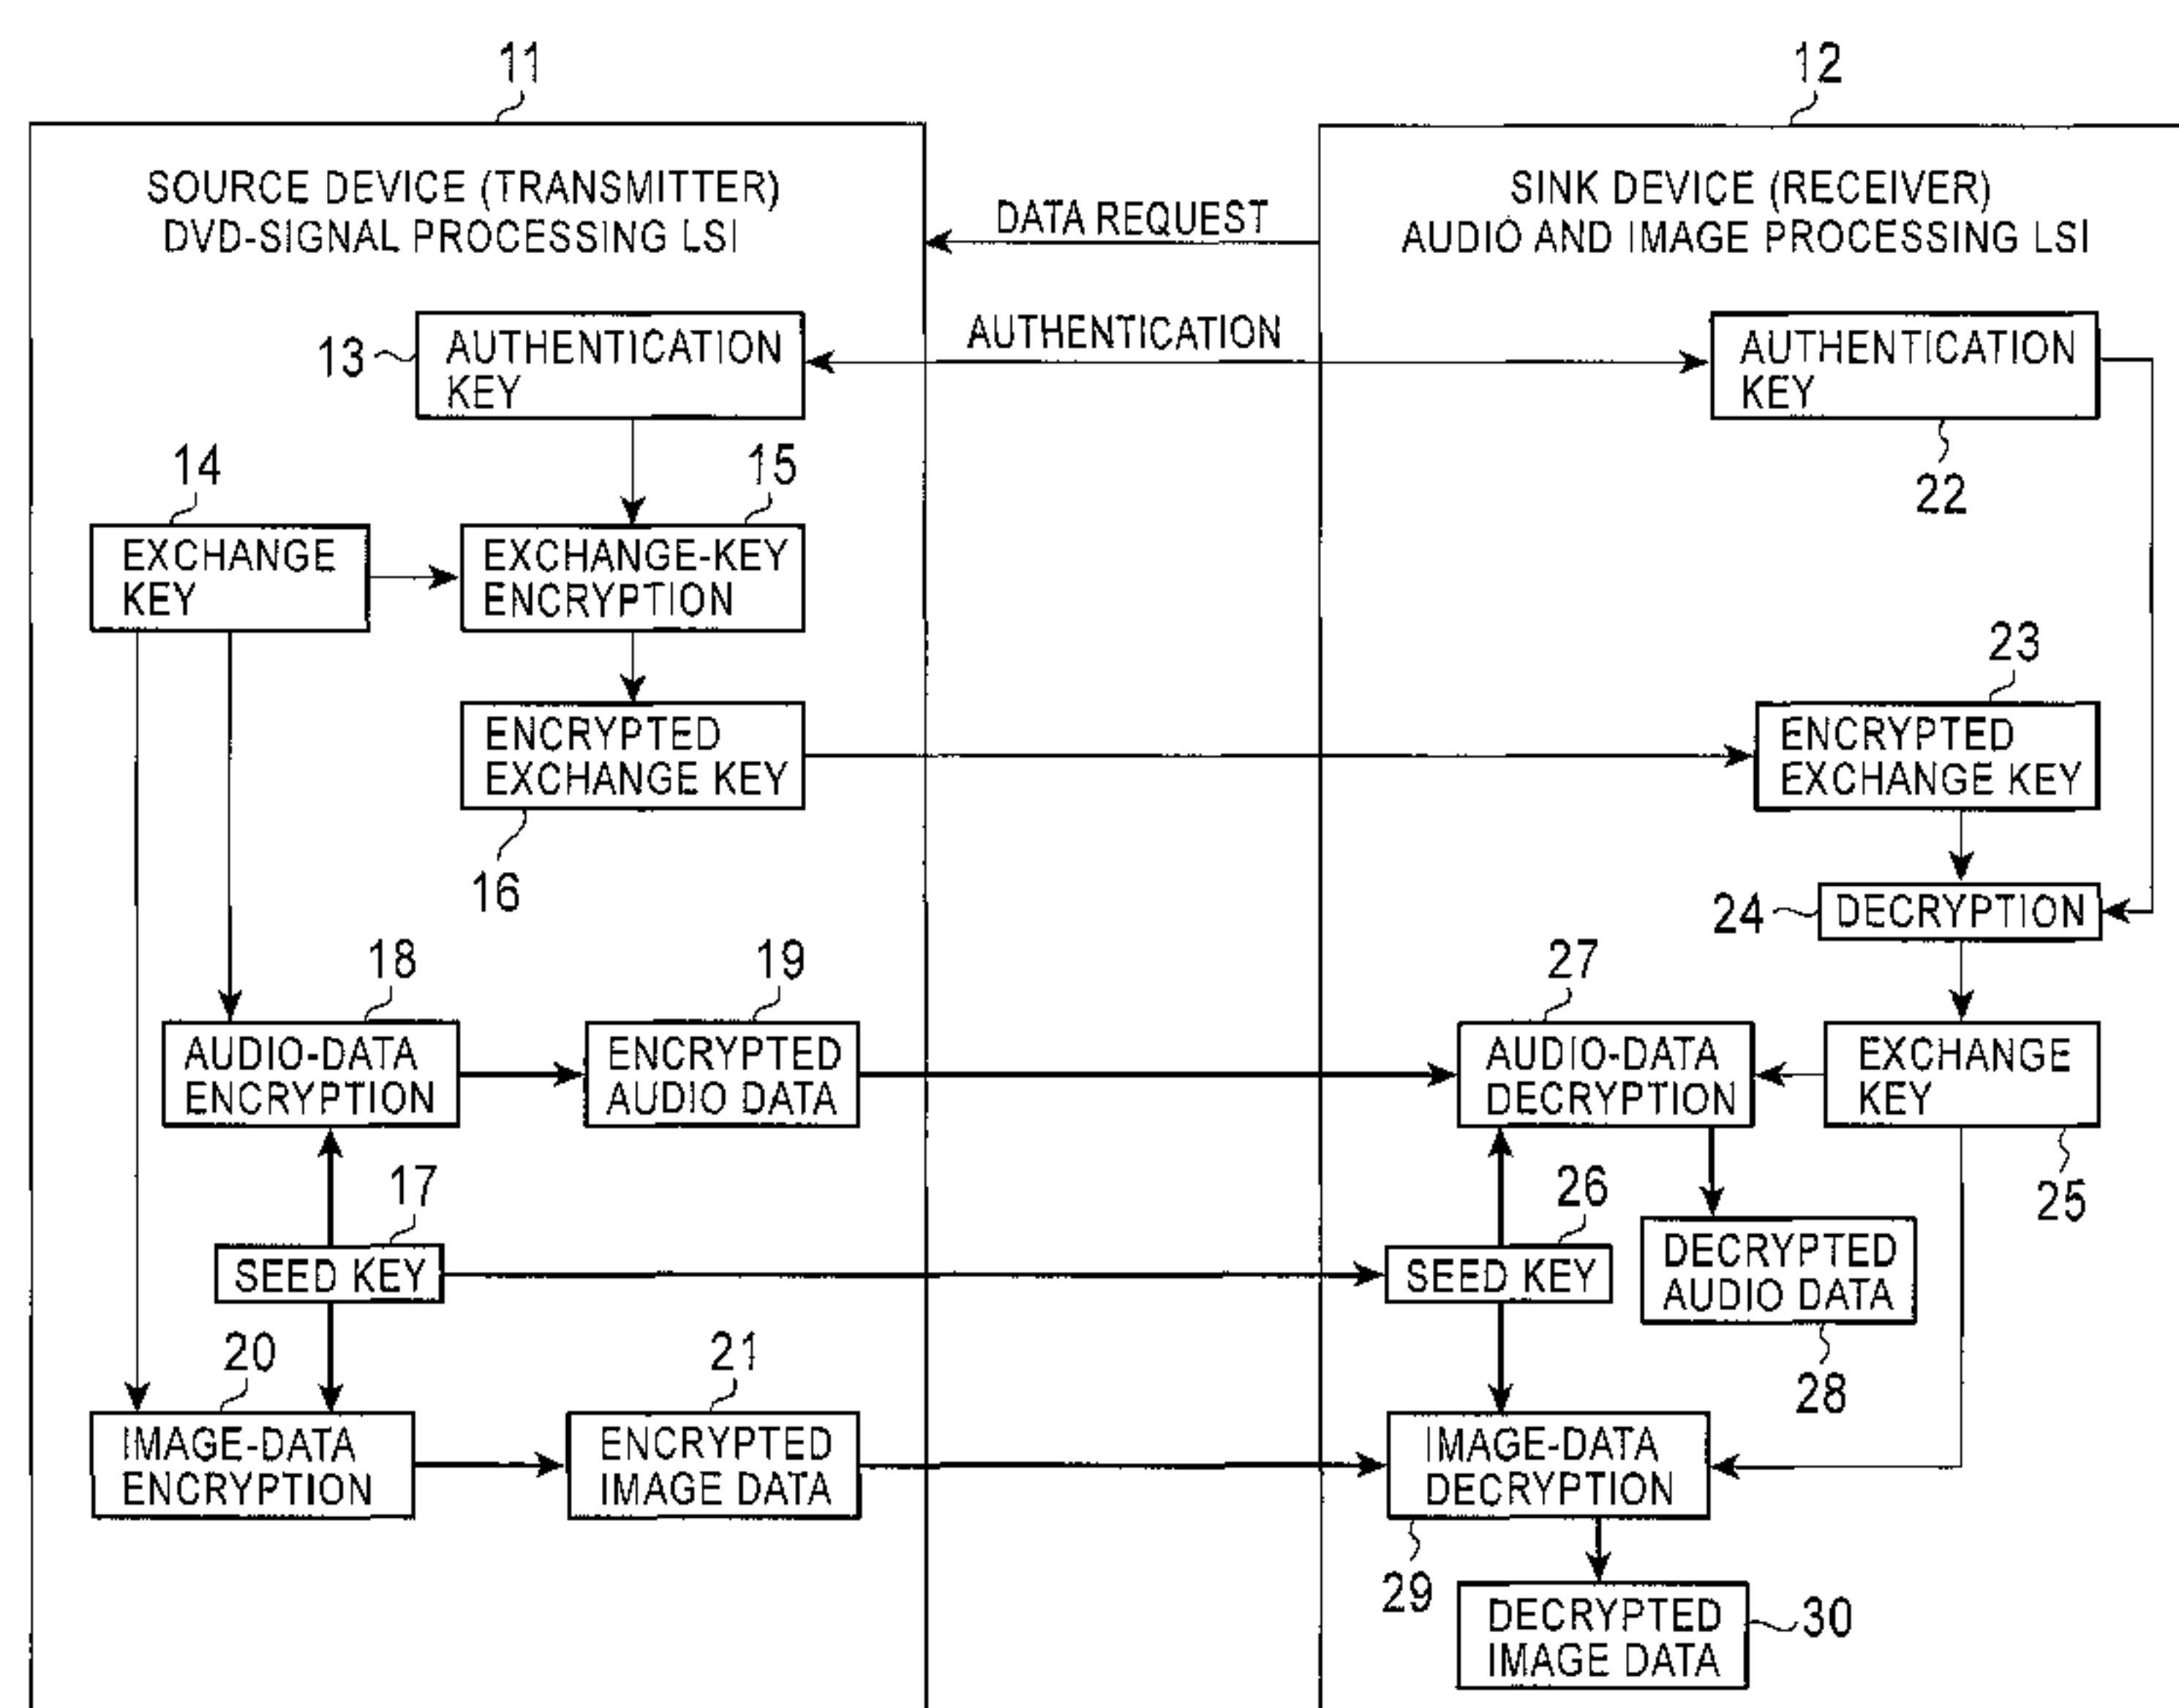 11
12
SOURCE DEVICE (TRANSMITTER)
DVD-SIGNAL PROCESSING LSI
DATA REQUEST
SINK DEVICE (RECEIVER)
AUDIO AND IMAGE PROCESSING LSI
13
AUTHENTICATION
KEY
AUTHENTICATION
AUTHENTICATION
KEY
22
14
15
EXCHANGE
KEY
EXCHANGE-KEY
ENCRYPTION
23
ENCRYPTED
EXCHANGE KEY
16
ENCRYPTED
EXCHANGE KEY
24
DECRYPTION
18
19
27
AUDIO-DATA
ENCRYPTION
ENCRYPTED
AUDIO DATA
AUDIO-DATA
DECRYPTION
EXCHANGE
KEY
25
17
26
SEED KEY
SEED KEY
DECRYPTED
AUDIO DATA
28
20
21
IMAGE-DATA
ENCRYPTION
ENCRYPTED
IMAGE DATA
IMAGE-DATA
DECRYPTION
29
DECRYPTED
IMAGE DATA
30